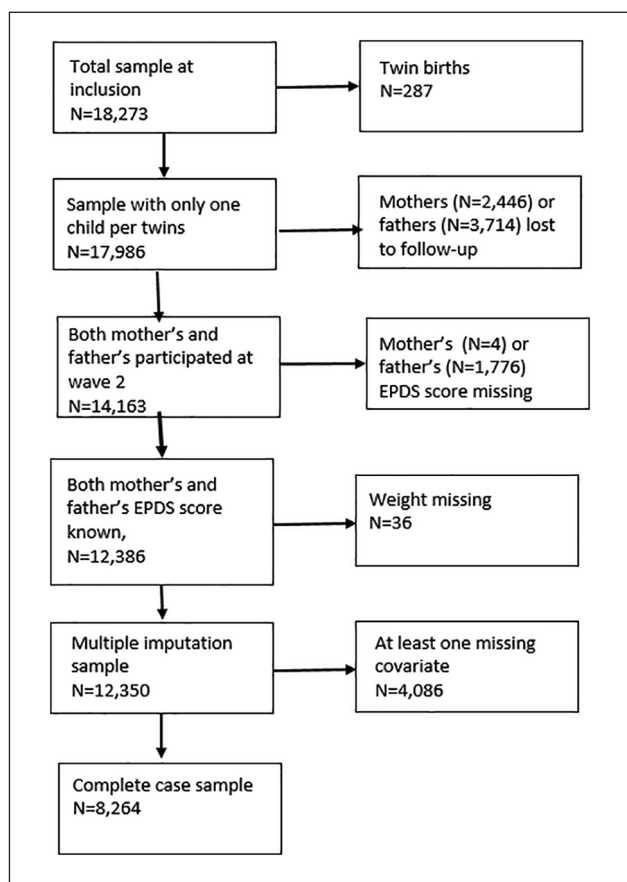 Total sample at
inclusion
N=18,273
Twin births
N=287
Sample with only one
child per twins
N=17,986
Mothers (N=2,446) or
fathers (N=3,714) lost
to follow-up
Both mother's and
father's participated at
wave 2
N=14,163
Mother's (N=4) or
father's (N=1,776)
EPDS score missing
Both mother's and
father's EPDS score
known,
N=12,386
Weight missing
N=36
Multiple imputation
sample
N=12,350
At least one missing
covariate
N=4,086
Complete case sample
N=8,264